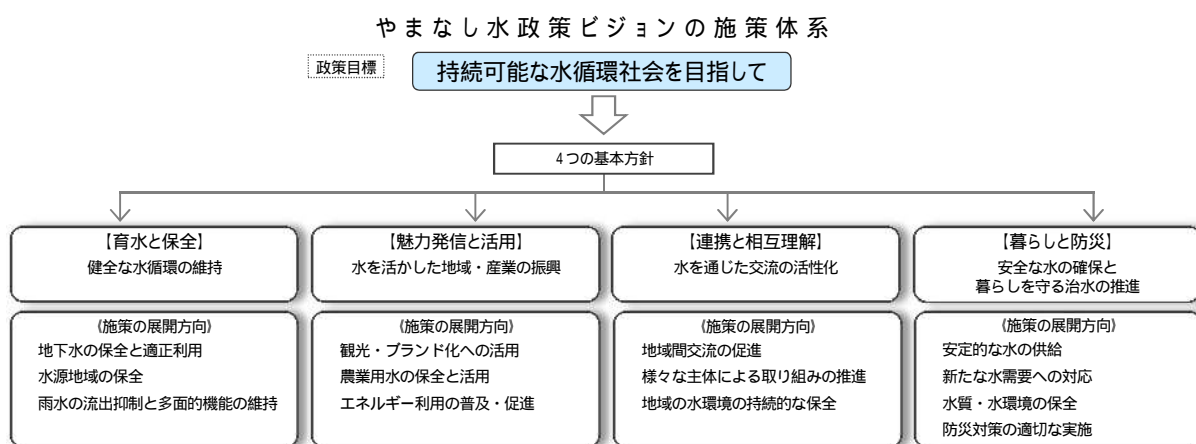 やまなし水政策ビジョンの施策体系
政策目標
持続可能な水循環社会を目指して
4つの基本方針
【育水と保全】
健全な水循環の維持
【魅力発信と活用】
水を活かした地域・産業の振興
【連携と相互理解】
水を通じた交流の活性化
【暮らしと防災】
安全な水の確保と
暮らしを守る治水の推進
《施策の展開方向》
地下水の保全と適正利用
水源地域の保全
雨水の流出抑制と多面的機能の維持
《施策の展開方向》
観光・ブランド化への活用
農業用水の保全と活用
エネルギー利用の普及・促進
《施策の展開方向》
地域間交流の促進
様々な主体による取り組みの推進
地域の水環境の持続的な保全
《施策の展開方向》
安定的な水の供給
新たな水需要への対応
水質・水環境の保全
防災対策の適切な実施